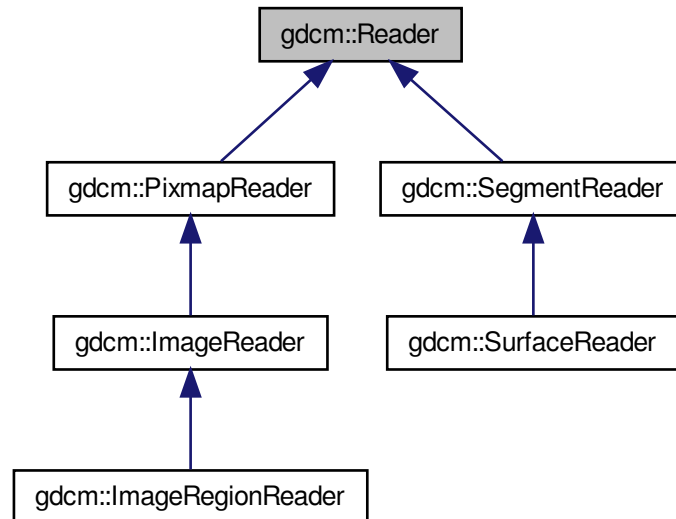 gdcm::Reader
gdcm::PixmapReader
gdcm::SegmentReader
gdcm::ImageReader
gdcm::SurfaceReader
gdcm::ImageRegionReader